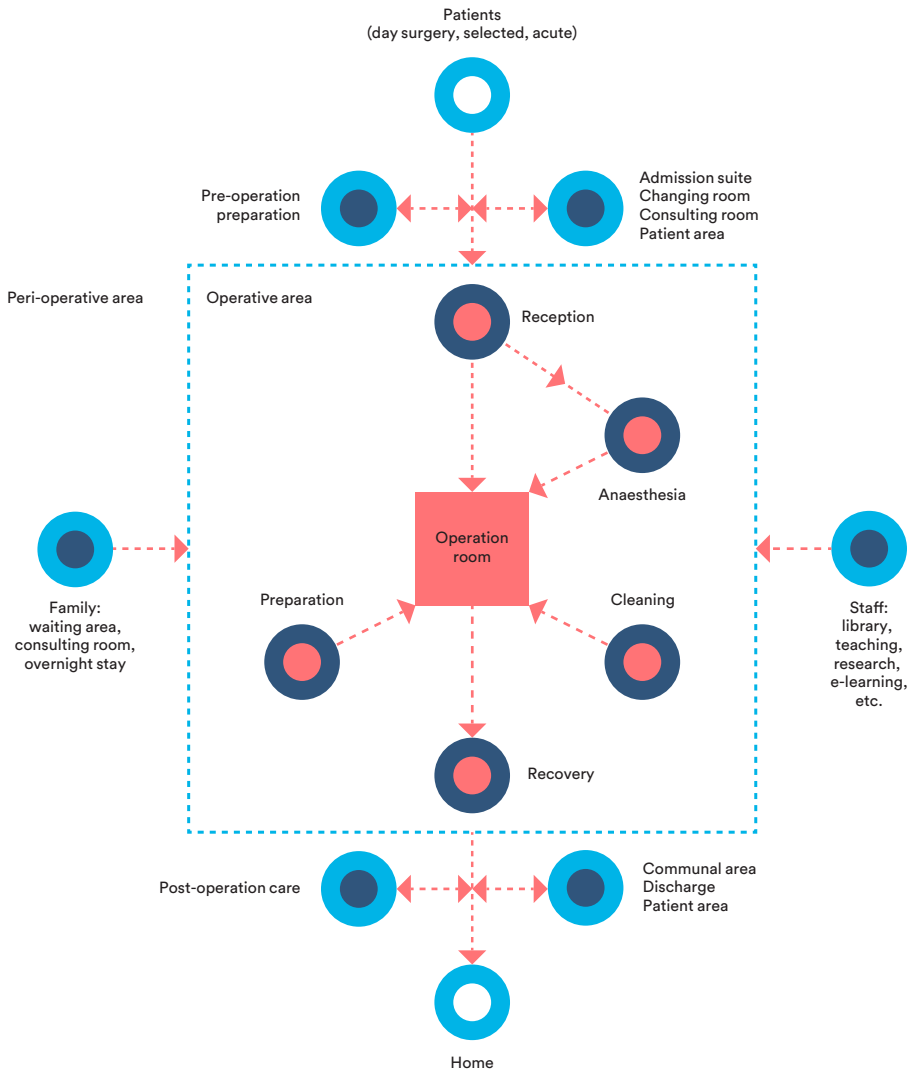 Patients
(day surgery, selected, acute)
Pre-operation
preparation
Admission suite
Changing room
Consulting room
Patient area
Peri-operative area
Operative area
Reception
Anaesthesia
Operation
room
Family:
waiting area,
consulting room,
overnight stay
Preparation
Cleaning
Staff:
library,
teaching,
research,
e-learning,
etc.
Recovery
Post-operation care
Communal area
Discharge
Patient area
Home